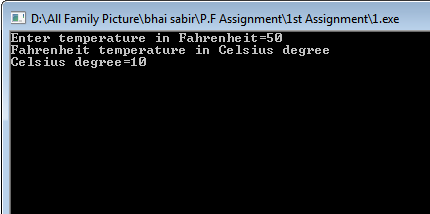 D:\All Family Picture\bhai sabir\P.F Assignment\1st Assignment\1.exe
Enter temperature in Fahrenheit=50
Fahrenheit temperature in Celsius degree
Celsius degree=10